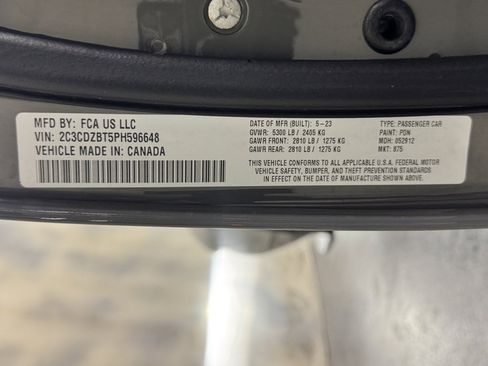 MFD BY: FCA US LLC
VIN: 2C3CDZBT5PH596648
VEHICLE MADE IN: CANADA
DATE OF MFR (BUILT): 5-23
GVWR: 5300 LB / 2405 KG
GAWR FRONT: 2810 LB / 1275 KG
GAWR REAR: 2810 LB / 1275 KG
TYPE: PASSENGER CAR
PAINT: PDN
MDH: 052912
MKT: 875
THIS VEHICLE CONFORMS TO ALL APPLICABLE U.S.A. FEDERAL MOTOR
VEHICLE SAFETY, BUMPER, AND THEFT PREVENTION STANDARDS
IN EFFECT ON THE DATE OF MANUFACTURE SHOWN ABOVE.